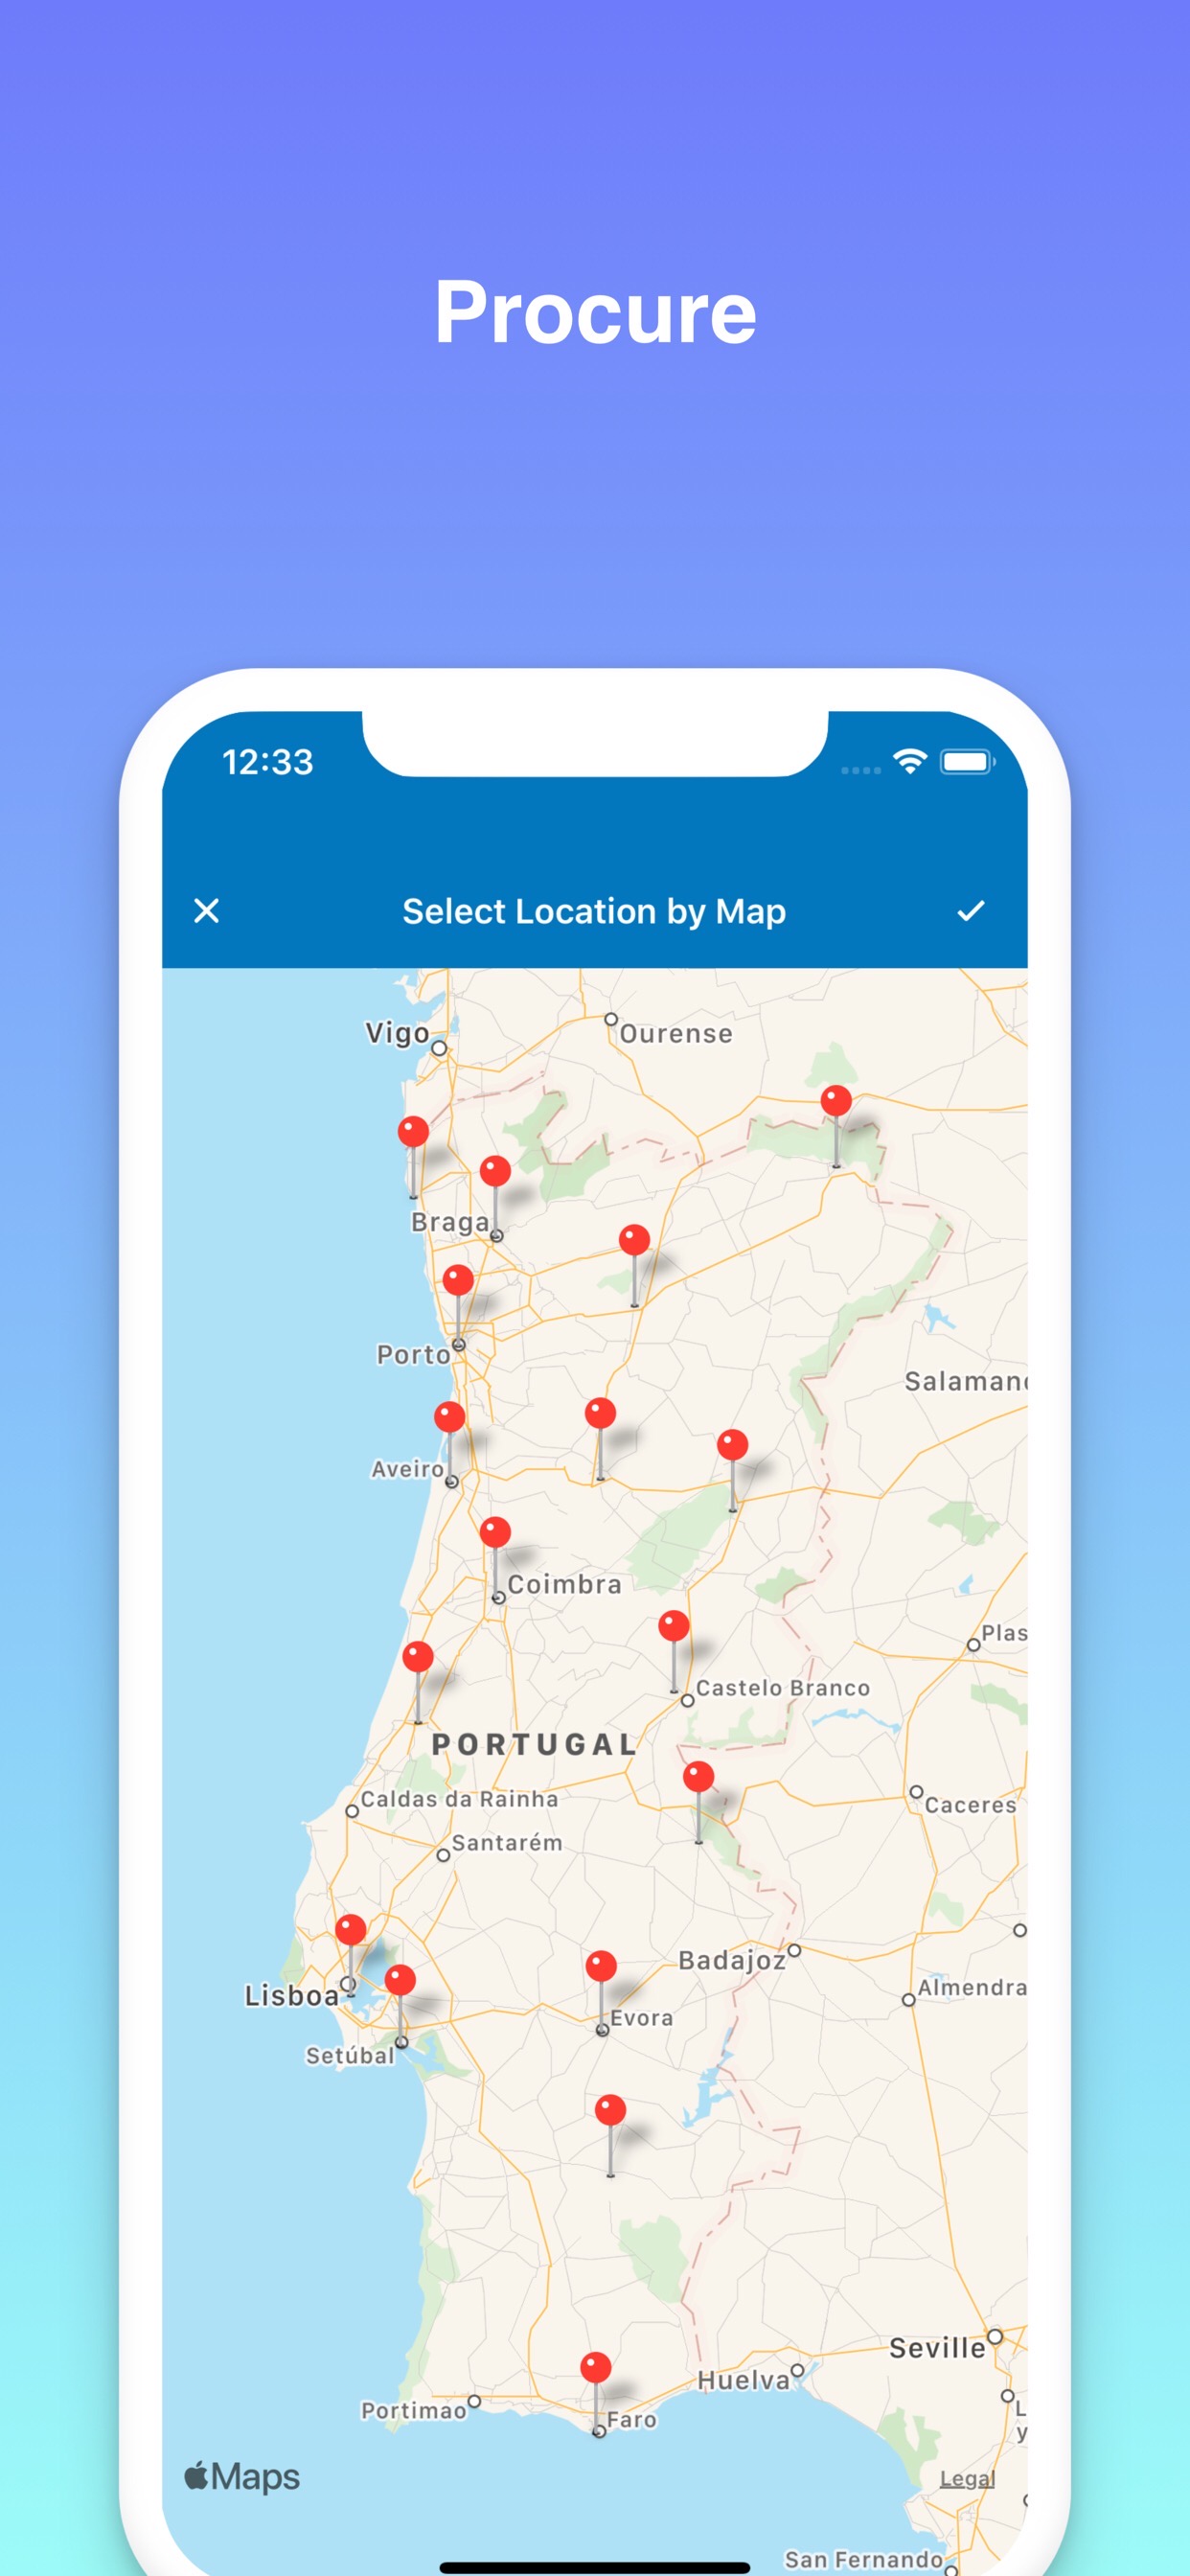 Procure
12:33
Select Location by Map
Vigo
Ourense
Braga
Porto
Salaman
Aveiro
Coimbra
Plas
Castelo Branco
PORTUGAL
Caldas da Rainha
Caceres
Santarém
Badajoz
Almendra
Lisboa
Evora
Setúbal
Seville
Huelva
Portimao
Faro
L
y
Maps
Legal
San Fernando